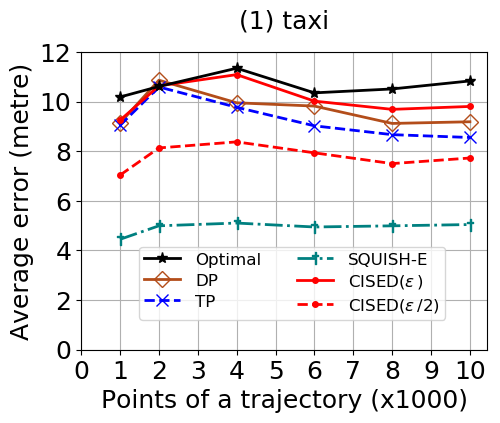 (1) taxi
Average error (metre)
12
10
8
6
4
2
0
Optimal
DP
TP
SQUISH-E
CISED(ε )
CISED(ε /2)
0 1 2 3 4 5 6 7 8 9 10
Points of a trajectory (x1000)